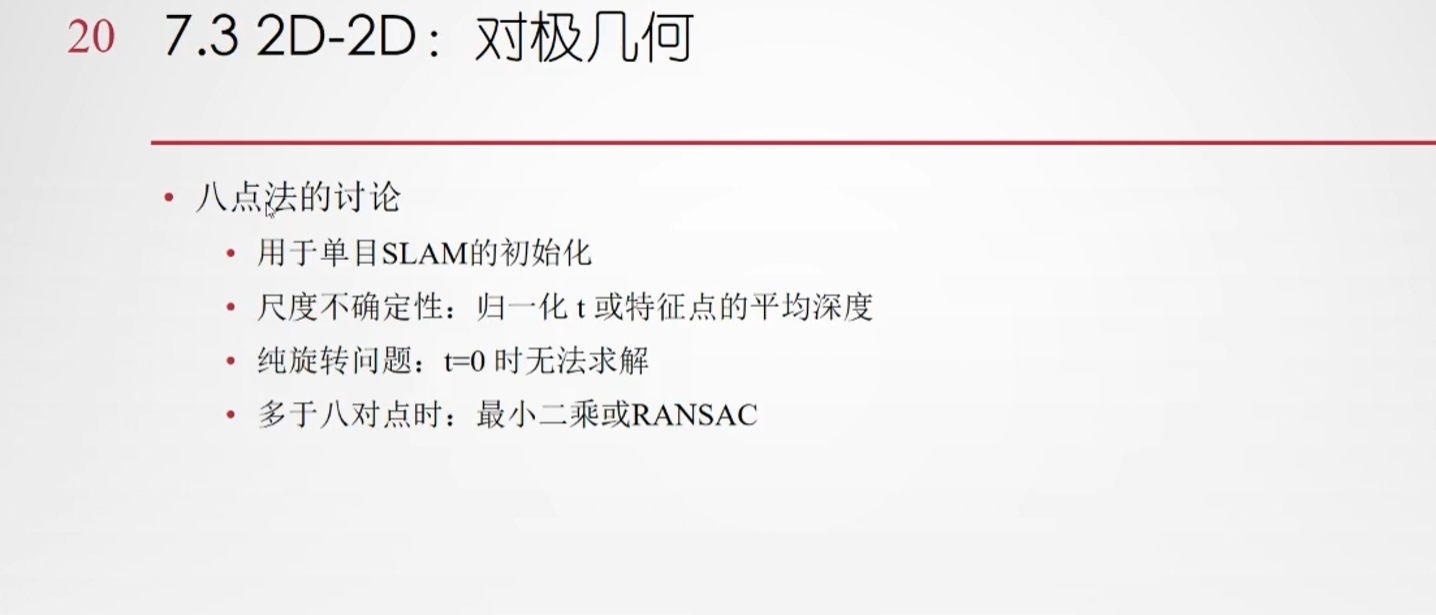 20 7.3 2D-2D：对极几何
• 八点法的讨论
• 用于单目SLAM的初始化
• 尺度不确定性：归一化 t 或特征点的平均深度
• 纯旋转问题：t=0 时无法求解
• 多于八对点时：最小二乘或RANSAC